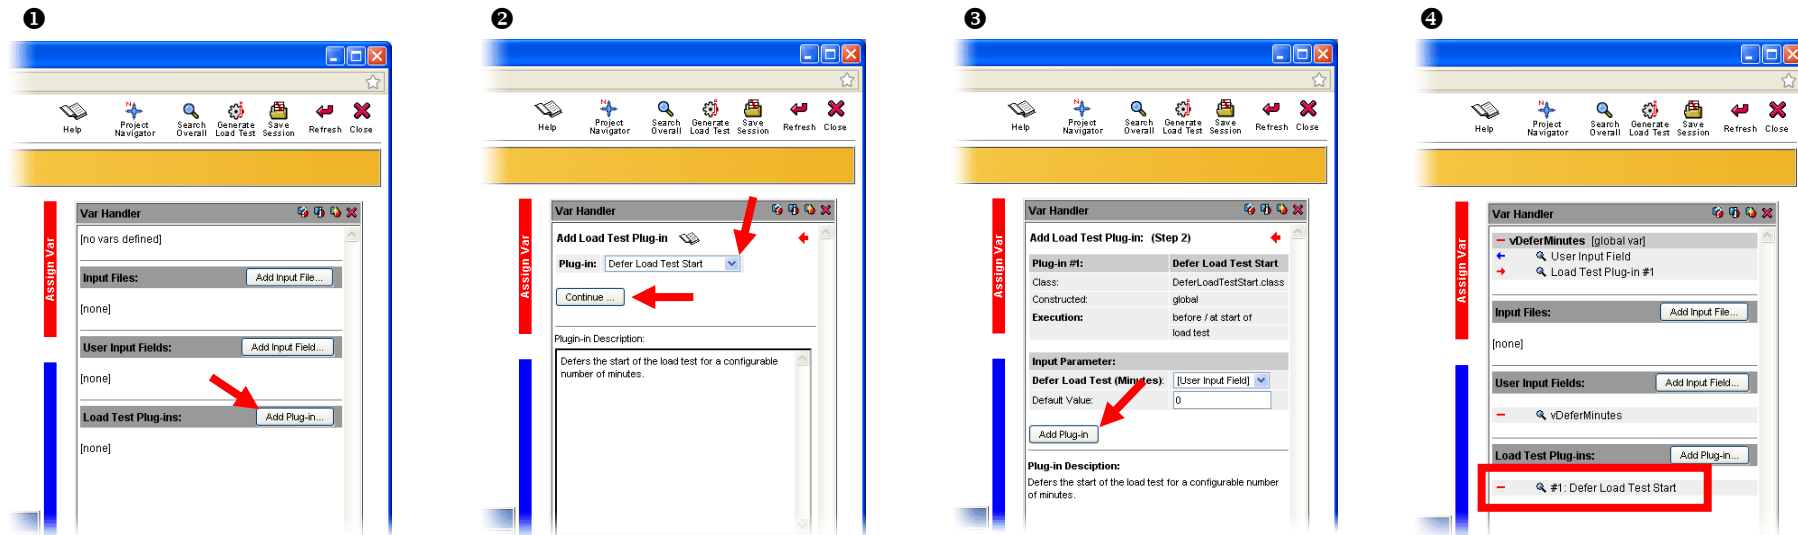 ❶
Help
Project Navigator
Search Overall
Generate Load Test
Save Session
Refresh
Close
Assign Var
Var Handler
[no vars defined]
Input Files:
Add Input File...
[none]
User Input Fields:
Add Input Field...
[none]
Load Test Plug-ins:
Add Plug-in...
[none]
❷
Help
Project Navigator
Search Overall
Generate Load Test
Save Session
Refresh
Close
Assign Var
Var Handler
Add Load Test Plug-in
Plug-in: Defer Load Test Start
Continue ...
Plugin-in Description:
Defers the start of the load test for a configurable
number of minutes.
❸
Help
Project Navigator
Search Overall
Generate Load Test
Save Session
Refresh
Close
Assign Var
Var Handler
Add Load Test Plug-in: (Step 2)
Plug-in #1: Defer Load Test Start
Class: DeferLoadTestStart.class
Constructed: global
Execution: before / at start of
load test
Input Parameter:
Defer Load Test (Minutes): [User Input Field]
Default Value: 0
Add Plug-in
Plug-in Desciption:
Defers the start of the load test for a configurable number
of minutes.
❹
Help
Project Navigator
Search Overall
Generate Load Test
Save Session
Refresh
Close
Assign Var
Var Handler
vDeferMinutes [global var]
User Input Field
Load Test Plug-in #1
Input Files:
Add Input File...
[none]
User Input Fields:
Add Input Field...
vDeferMinutes
Load Test Plug-ins:
Add Plug-in...
#1: Defer Load Test Start